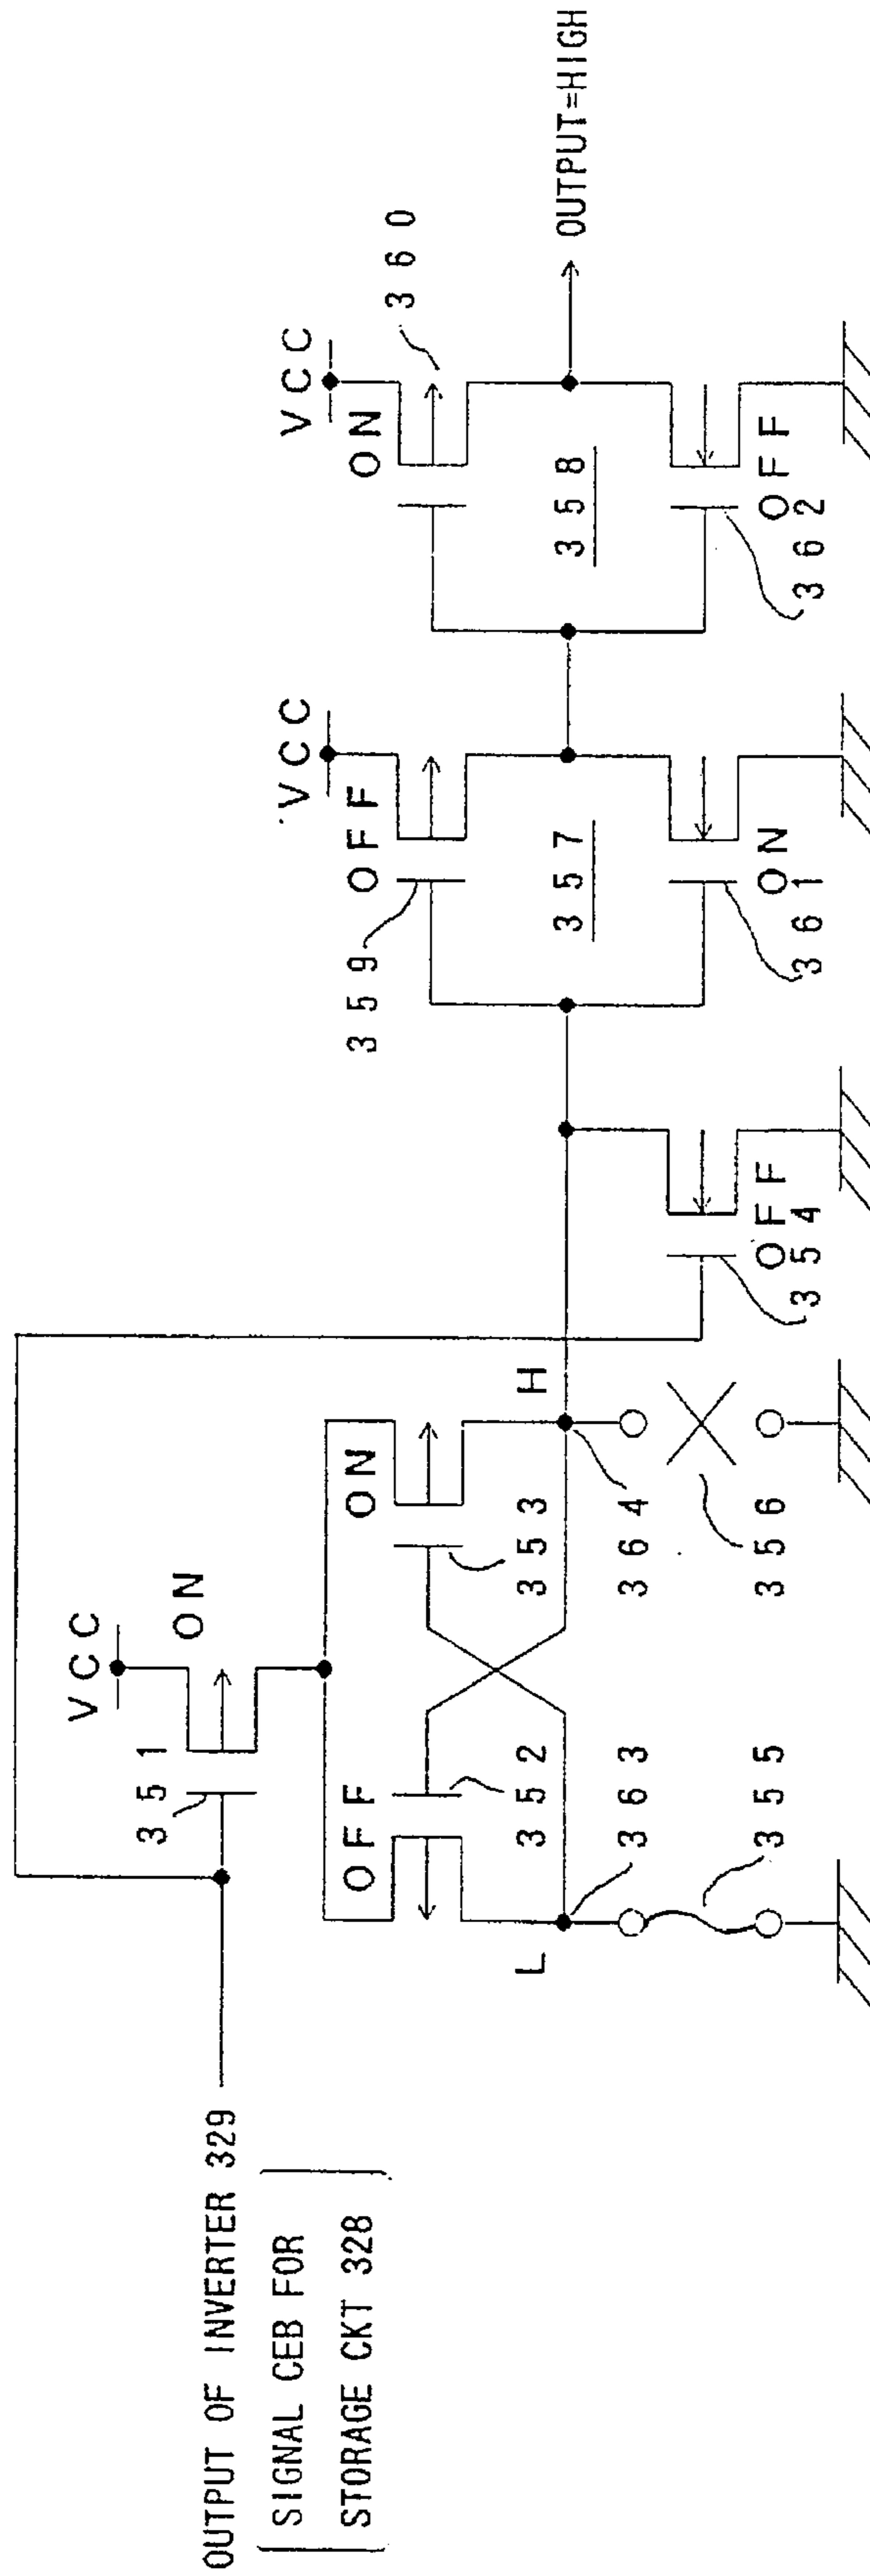 OUTPUT OF INVERTER 329
SIGNAL CEB FOR
STORAGE CKT 328
VCC
ON
351
OFF
352
ON
353
L
363
355
H
364
356
OFF
354
VCC
OFF
359
357
ON
361
VCC
ON
360
358
OFF
362
OUTPUT=HIGH